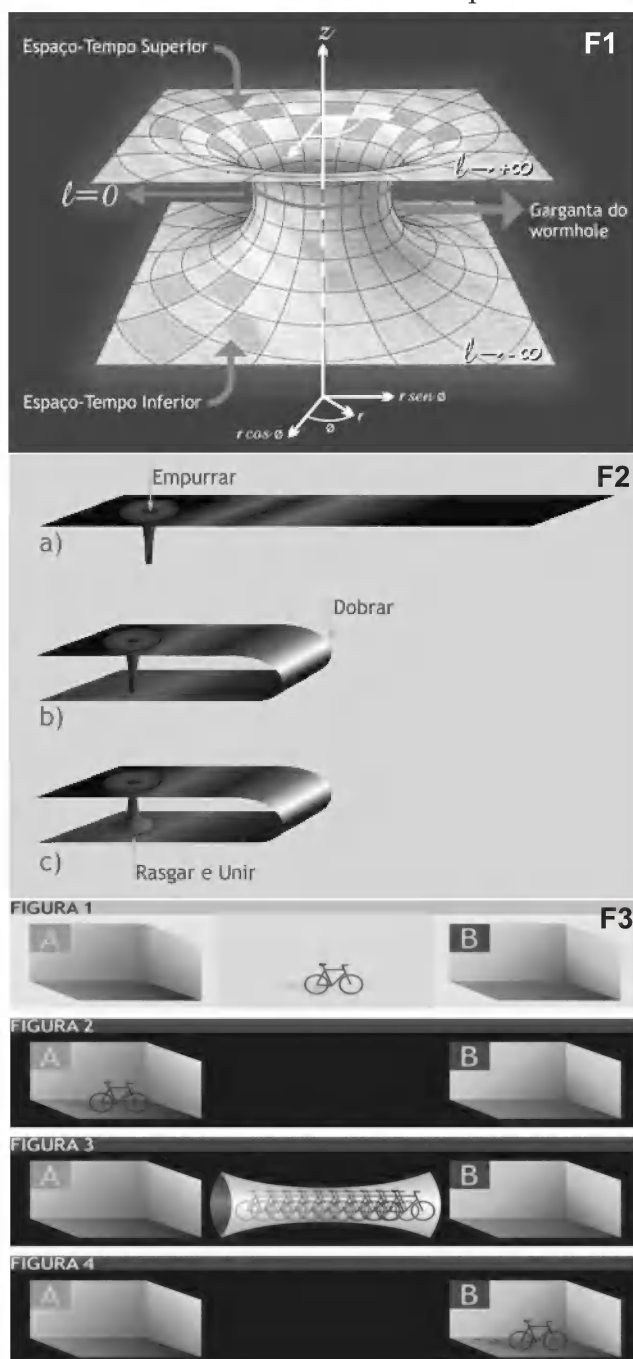 F1
z
Espaço-Tempo Superior
ℓ→+∞
ℓ=0
Garganta do
wormhole
ℓ→-∞
Espaço-Tempo Inferior
r sen ø
r
ø
r cos ø
F2
Empurrar
a)
Dobrar
b)
c)
Rasgar e Unir
FIGURA 1
F3
A
B
FIGURA 2
A
B
FIGURA 3
A
B
FIGURA 4
A
B